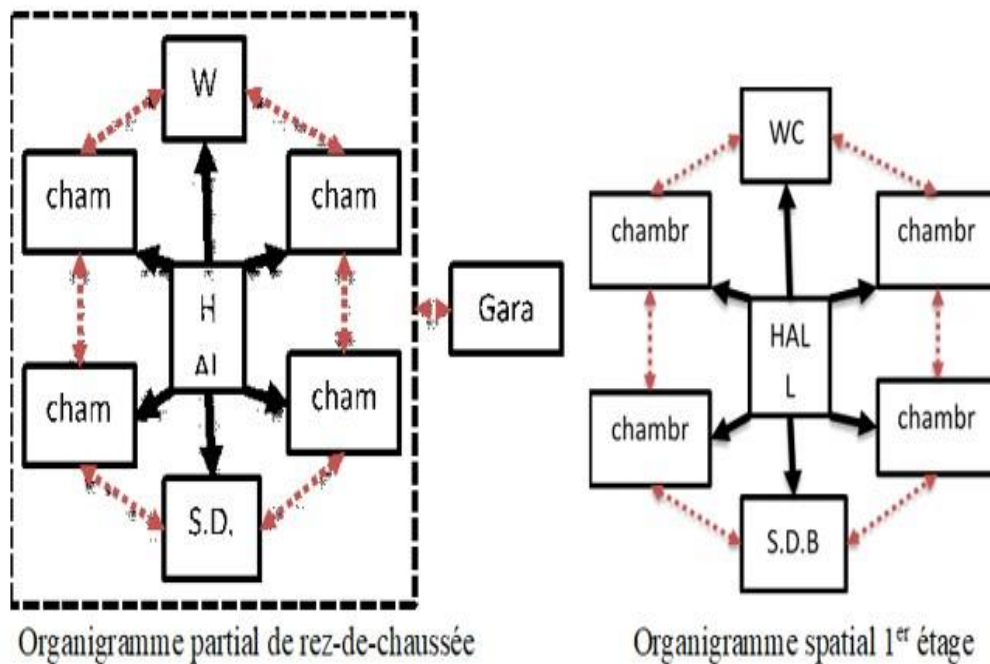 W
cham
cham
H
AL
cham
cham
S.D.
Gara
Organigramme partial de rez-de-chaussée
WC
chambr
chambr
HAL
L
chambr
chambr
S.D.B
Organigramme spatial 1er étage